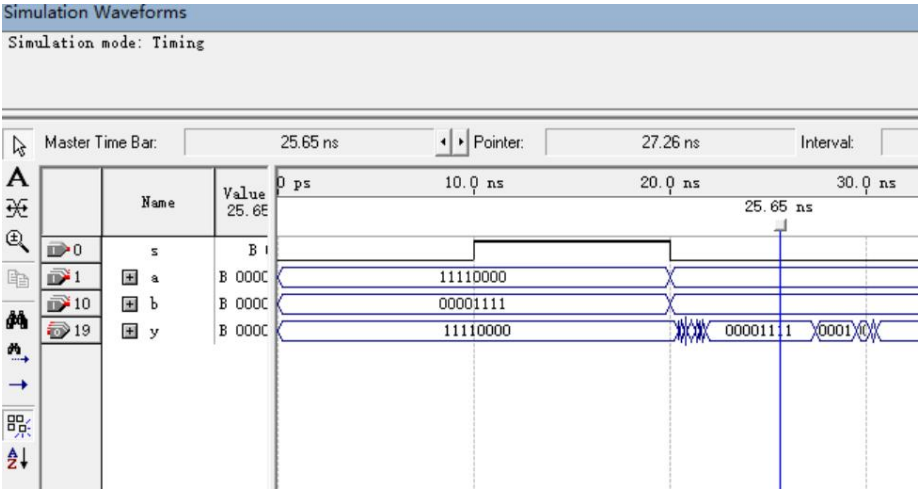 Simulation Waveforms
Simulation mode: Timing
Master Time Bar: 25.65 ns Pointer: 27.26 ns Interval:
0 ps 10.0 ns 20.0 ns 30.0 ns
Name Value
25.65
25.65 ns
0 s B
1 a B 0000 11110000
10 b B 0000 00001111
19 y B 0000 11110000 00001111 0001